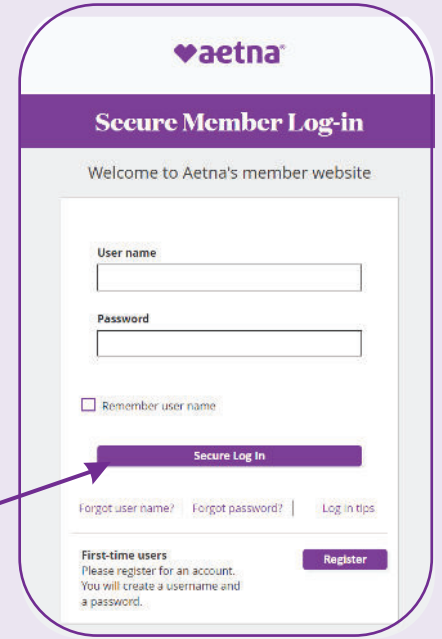 aetna®
Secure Member Log-in
Welcome to Aetna's member website
User name
Password
Remember user name
Secure Log In
Forgot user name? Forgot password? | Log in tips
First-time users
Please register for an account.
You will create a username and
a password.
Register